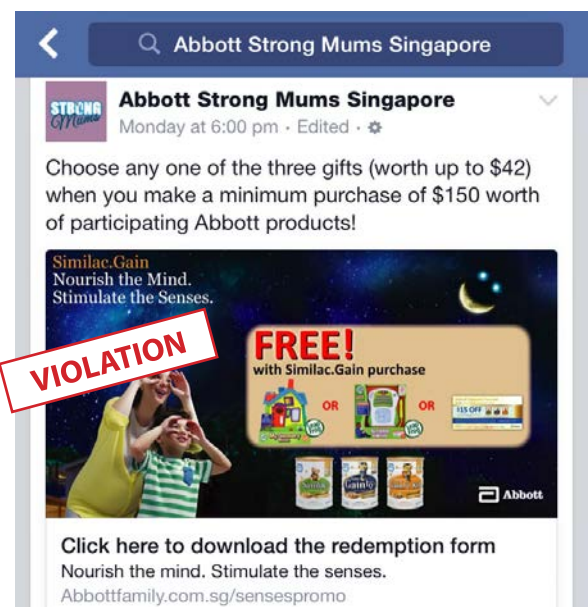 Abbott Strong Mums Singapore
STRONG
Mums
Abbott Strong Mums Singapore
Monday at 6:00 pm · Edited ·
Choose any one of the three gifts (worth up to $42)
when you make a minimum purchase of $150 worth
of participating Abbott products!
Similac.Gain
Nourish the Mind.
Stimulate the Senses.
VIOLATION
FREE!
with Similac.Gain purchase
OR
OR
$15 OFF
Abbott
Click here to download the redemption form
Nourish the mind. Stimulate the senses.
Abbottfamily.com.sg/sensespromo